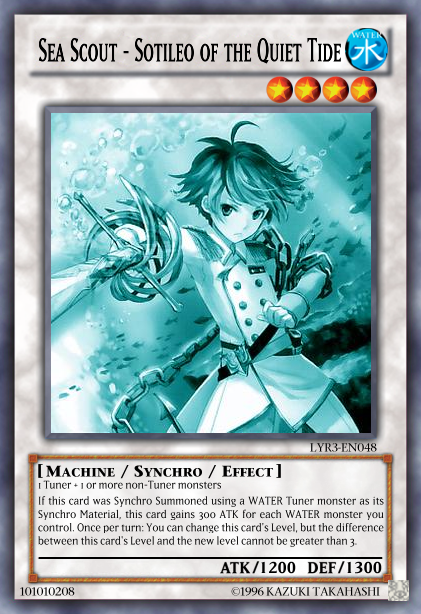 Sea Scout - Sotileo of the Quiet Tide
WATER
水
LYR3-EN048
[ Machine / Synchro / Effect ]
1 Tuner + 1 or more non-Tuner monsters
If this card was Synchro Summoned using a WATER Tuner monster as its
Synchro Material, this card gains 300 ATK for each WATER monster you
control. Once per turn: You can change this card's Level, but the difference
between this card's Level and the new level cannot be greater than 3.
ATK/1200 DEF/1300
101010208
©1996 KAZUKI TAKAHASHI